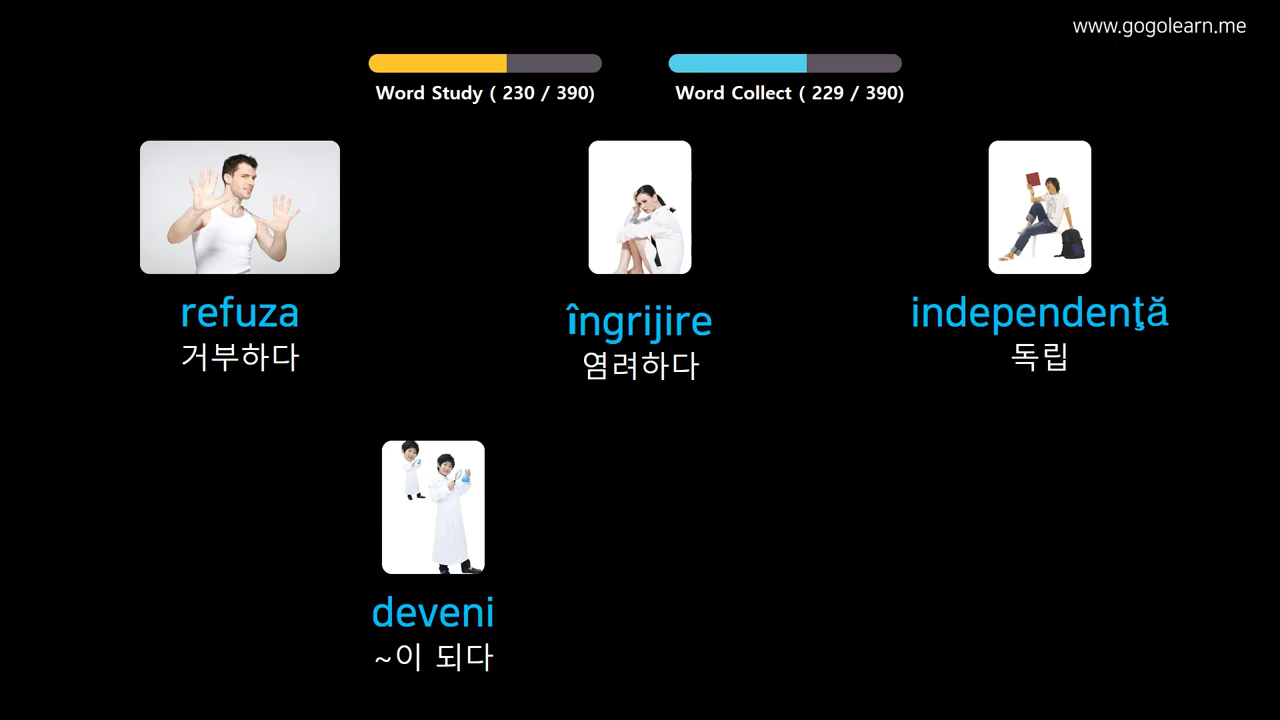 www.gogolearn.me
Word Study ( 230 / 390)
Word Collect ( 229 / 390)
refuza
거부하다
îngrijire
염려하다
independenţă
독립
deveni
~이 되다